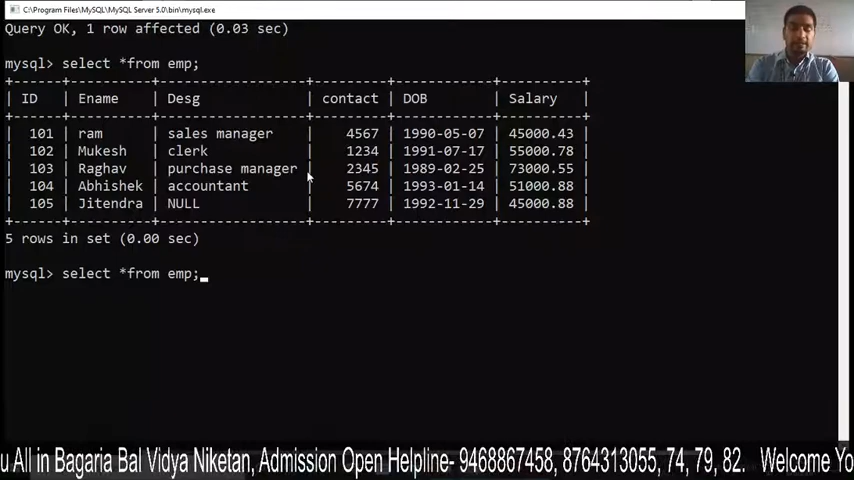 C:\Program Files\MySQL\MySQL Server 5.0\bin\mysql.exe
Query OK, 1 row affected (0.03 sec)
mysql> select *from emp;
+------+----------+------------------+---------+------------+----------+
| ID   | Ename    | Desg             | contact | DOB        | Salary   |
+------+----------+------------------+---------+------------+----------+
|  101 | ram      | sales manager    |    4567 | 1990-05-07 | 45000.43 |
|  102 | Mukesh   | clerk            |    1234 | 1991-07-17 | 55000.78 |
|  103 | Raghav   | purchase manager |    2345 | 1989-02-25 | 73000.55 |
|  104 | Abhishek | accountant       |    5674 | 1993-01-14 | 51000.88 |
|  105 | Jitendra | NULL             |    7777 | 1992-11-29 | 45000.88 |
+------+----------+------------------+---------+------------+----------+
5 rows in set (0.00 sec)
mysql> select *from emp;_
u All in Bagaria Bal Vidya Niketan, Admission Open Helpline- 9468867458, 8764313055, 74, 79, 82.   Welcome Yo